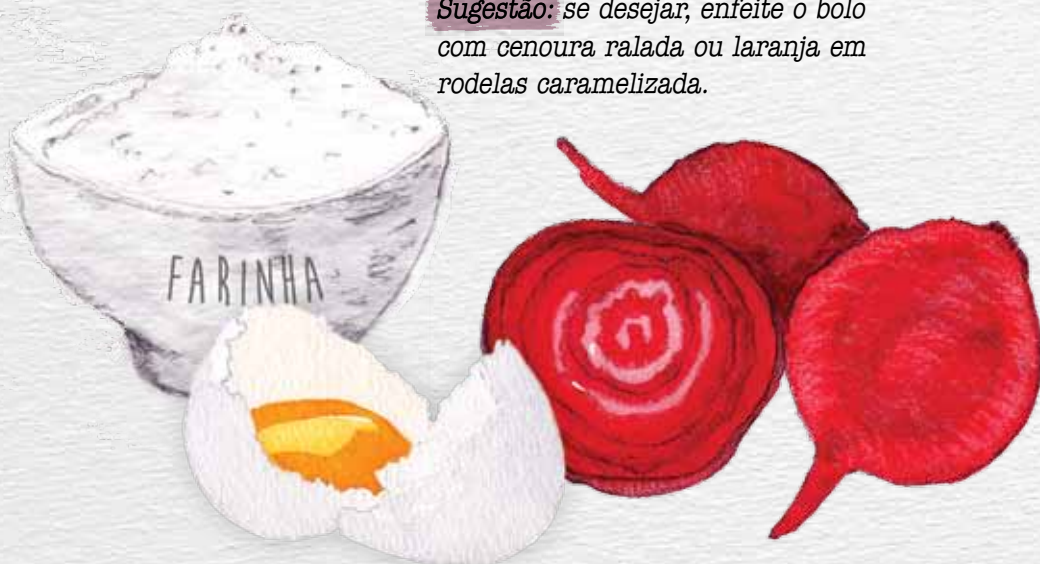 Sugestão: se desejar, enfeite o bolo
com cenoura ralada ou laranja em
rodelas caramelizada.
FARINHA